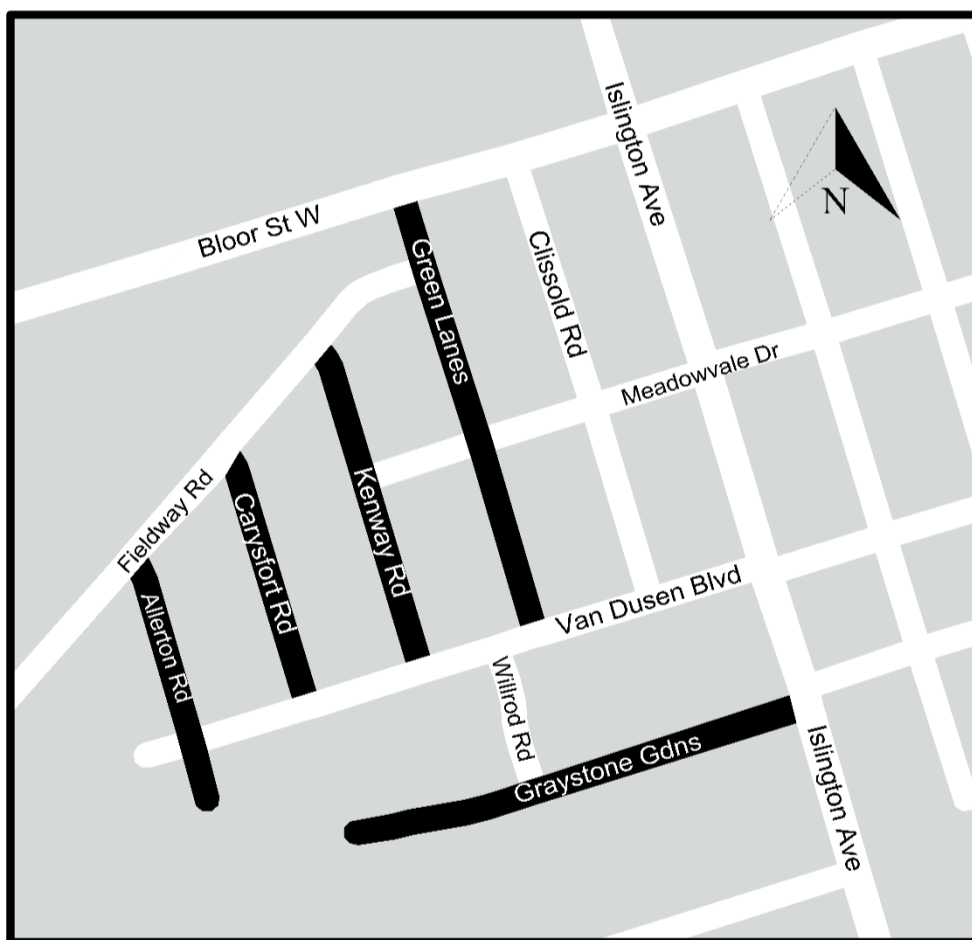 Islington Ave
Bloor St W
N
Green Lanes
Clissold Rd
Meadowvale Dr
Fieldway Rd
Carysfort Rd
Kenway Rd
Allerton Rd
Van Dusen Blvd
Willrod Rd
Graystone Gdns
Islington Ave